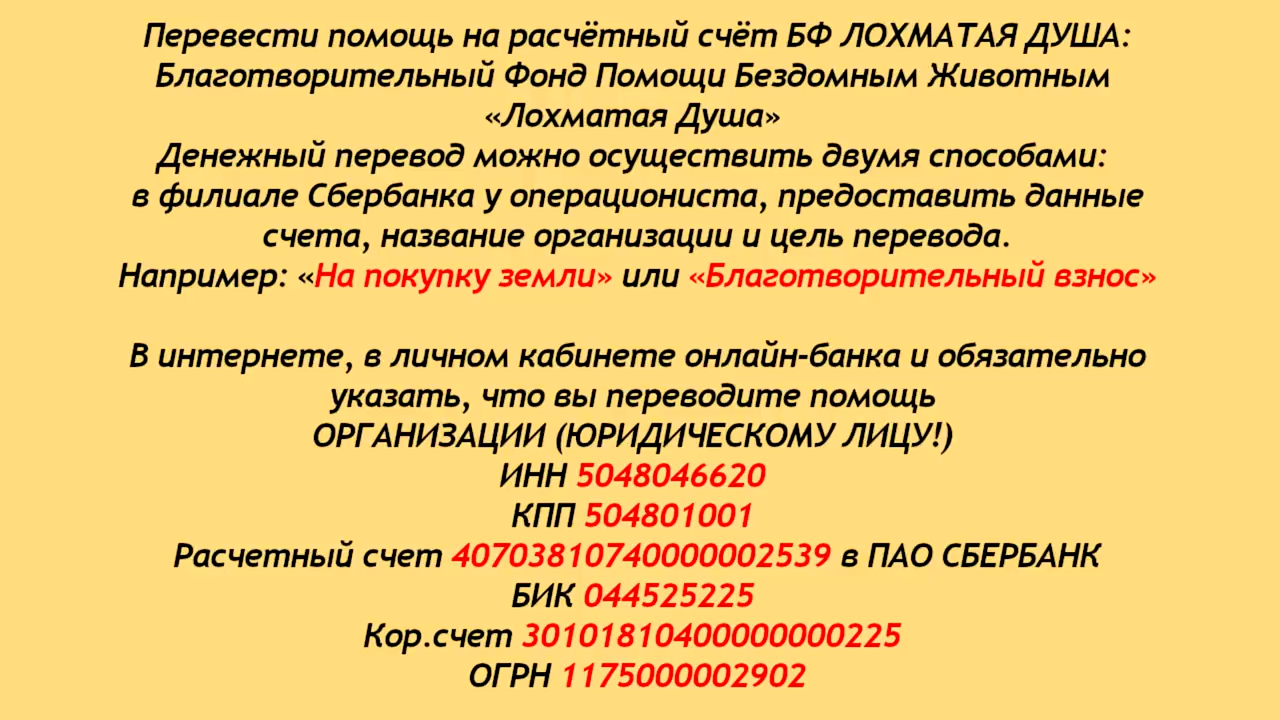 Перевести помощь на расчётный счёт БФ ЛОХМАТАЯ ДУША:
Благотворительный Фонд Помощи Бездомным Животным
«Лохматая Душа»
Денежный перевод можно осуществить двумя способами:
в филиале Сбербанка у операциониста, предоставить данные
счета, название организации и цель перевода.
Например: «На покупку земли» или «Благотворительный взнос»
В интернете, в личном кабинете онлайн-банка и обязательно
указать, что вы переводите помощь
ОРГАНИЗАЦИИ (ЮРИДИЧЕСКОМУ ЛИЦУ!)
ИНН 5048046620
КПП 504801001
Расчетный счет 40703810740000002539 в ПАО СБЕРБАНК
БИК 044525225
Кор.счет 30101810400000000225
ОГРН 1175000002902